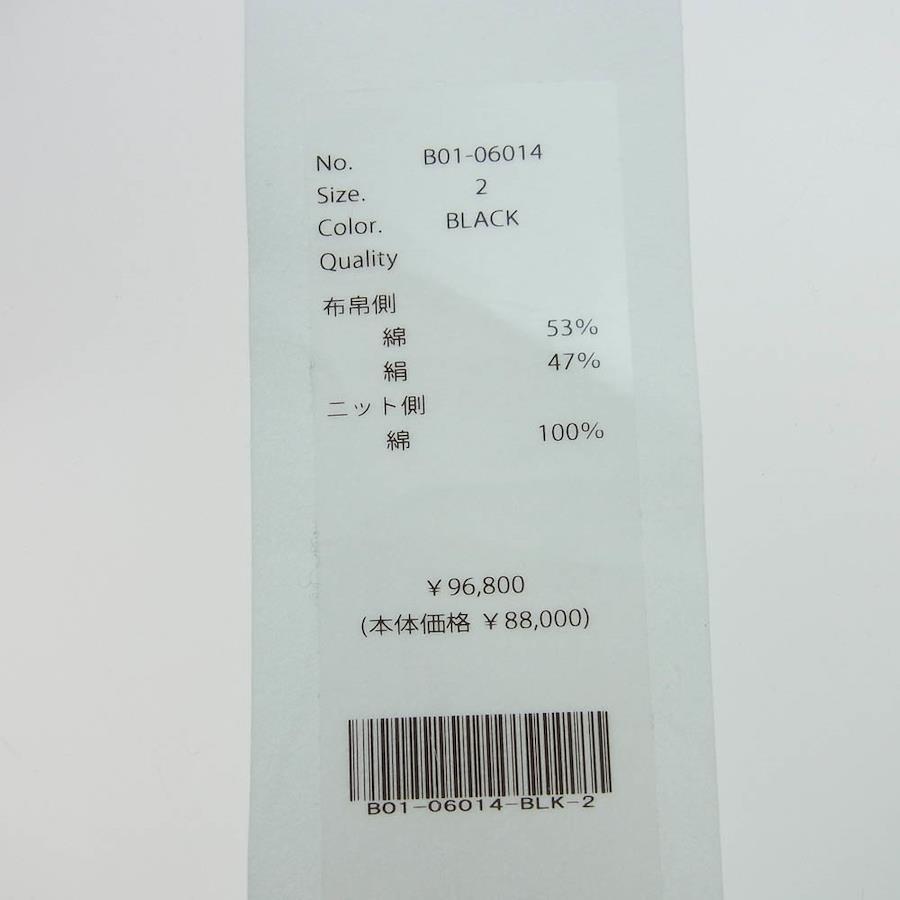 No. B01-06014
Size. 2
Color. BLACK
Quality
布帛側
綿 53%
絹 47%
ニット側
綿 100%
¥96,800
(本体価格 ¥88,000)
B01-06014-BLK-2